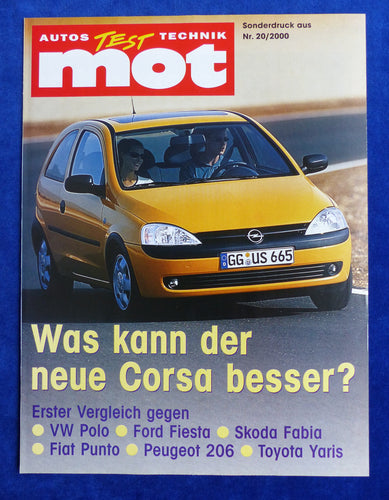 AUTOS TEST TECHNIK
mot
Sonderdruck aus
Nr. 20/2000
GG US 665
Was kann der
neue Corsa besser?
Erster Vergleich gegen
VW Polo Ford Fiesta Skoda Fabia
Fiat Punto Peugeot 206 Toyota Yaris